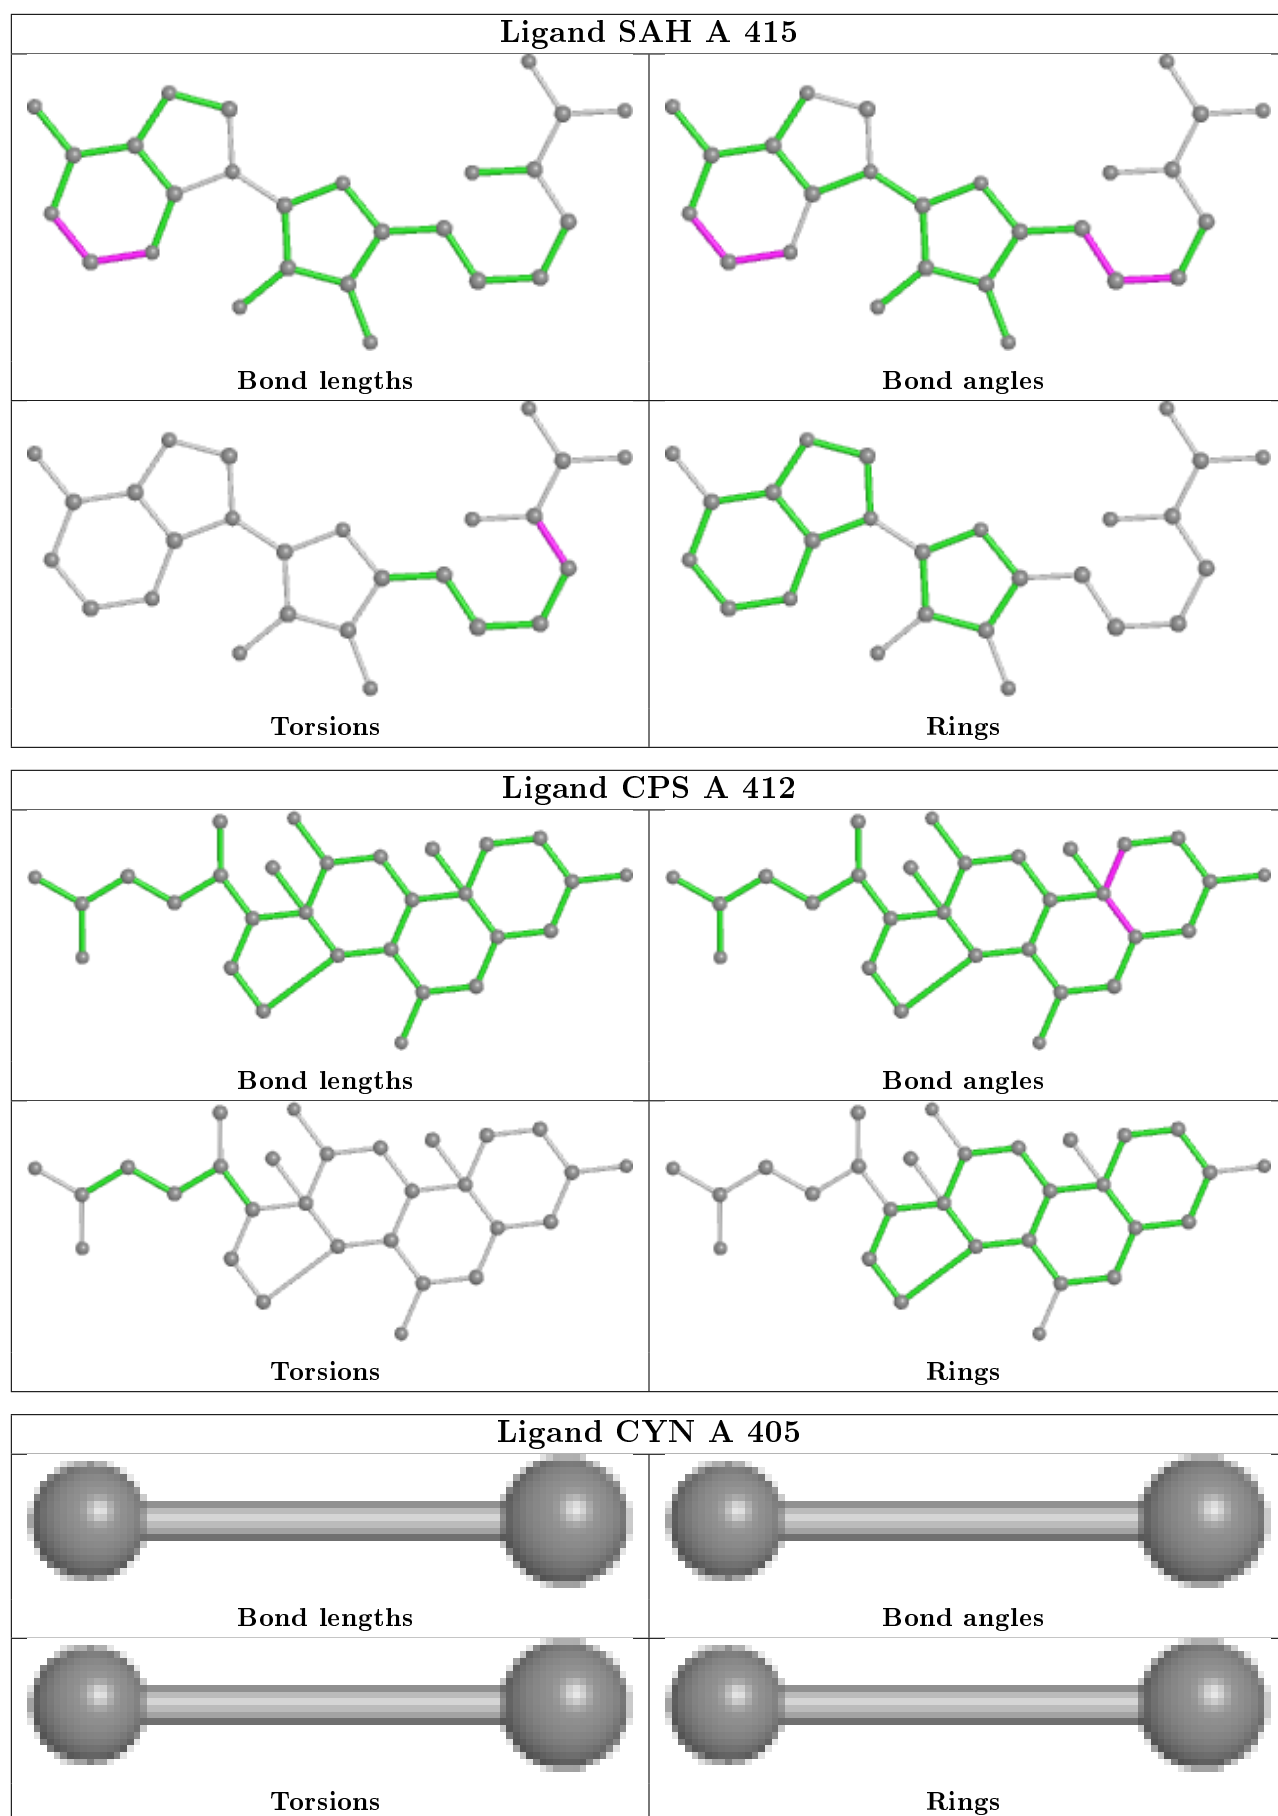 Ligand SAH A 415
Bond lengths
Bond angles
Torsions
Rings
Ligand CPS A 412
Bond lengths
Bond angles
Torsions
Rings
Ligand CYN A 405
Bond lengths
Bond angles
Torsions
Rings